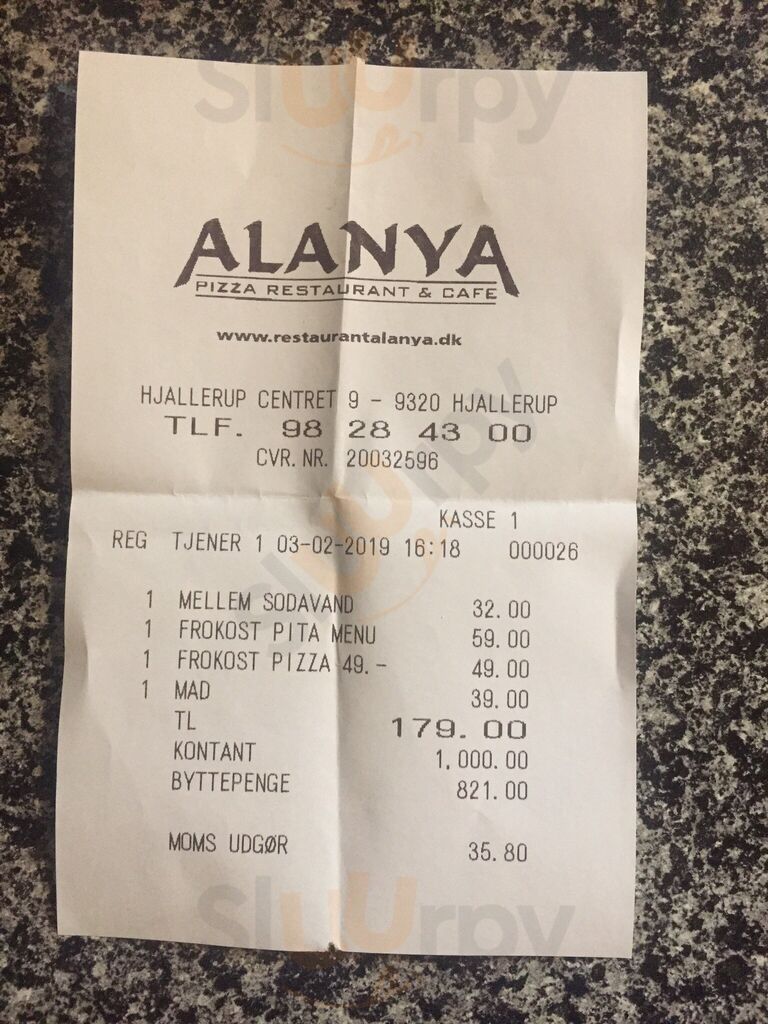 Sluurpy
ALANYA
PIZZA RESTAURANT & CAFE
www.restaurantalanya.dk
HJALLERUP CENTRET 9 - 9320 HJALLERUP
TLF. 98 28 43 00
CVR. NR. 20032596
Sluurpy
KASSE 1
REG TJENER 1 03-02-2019 16:18 000026
1 MELLEM SODAVAND 32.00
1 FROKOST PITA MENU 59.00
1 FROKOST PIZZA 49.- 49.00
1 MAD 39.00
TL 179.00
KONTANT 1,000.00
BYTTEPENGE 821.00
MOMS UDGØR 35.80
Sluurpy